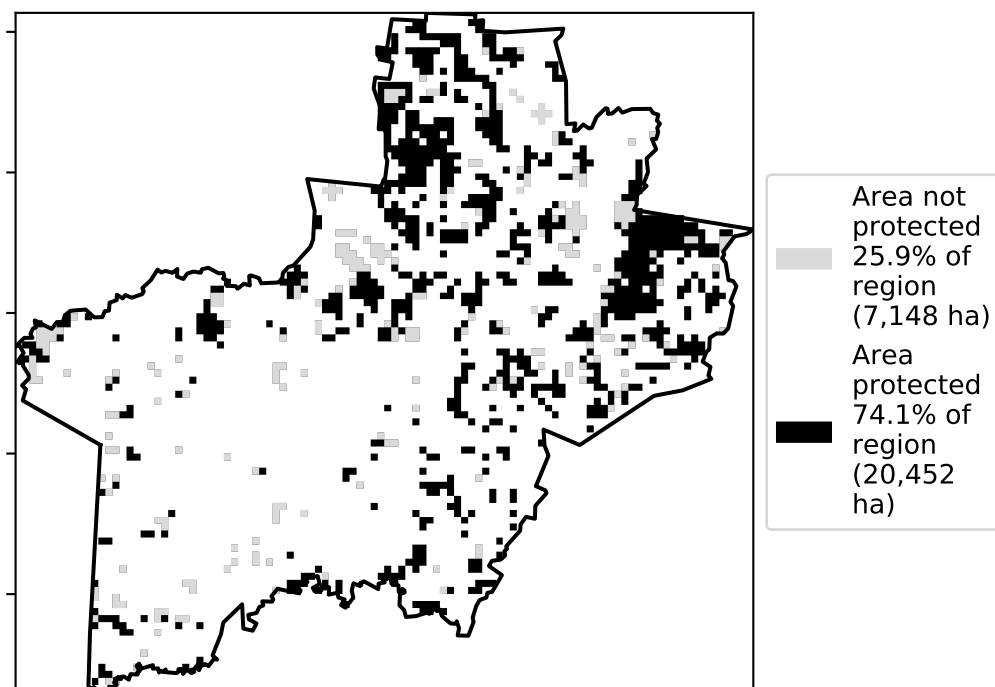 Area not
protected
25.9% of
region
(7,148 ha)
Area
protected
74.1% of
region
(20,452
ha)